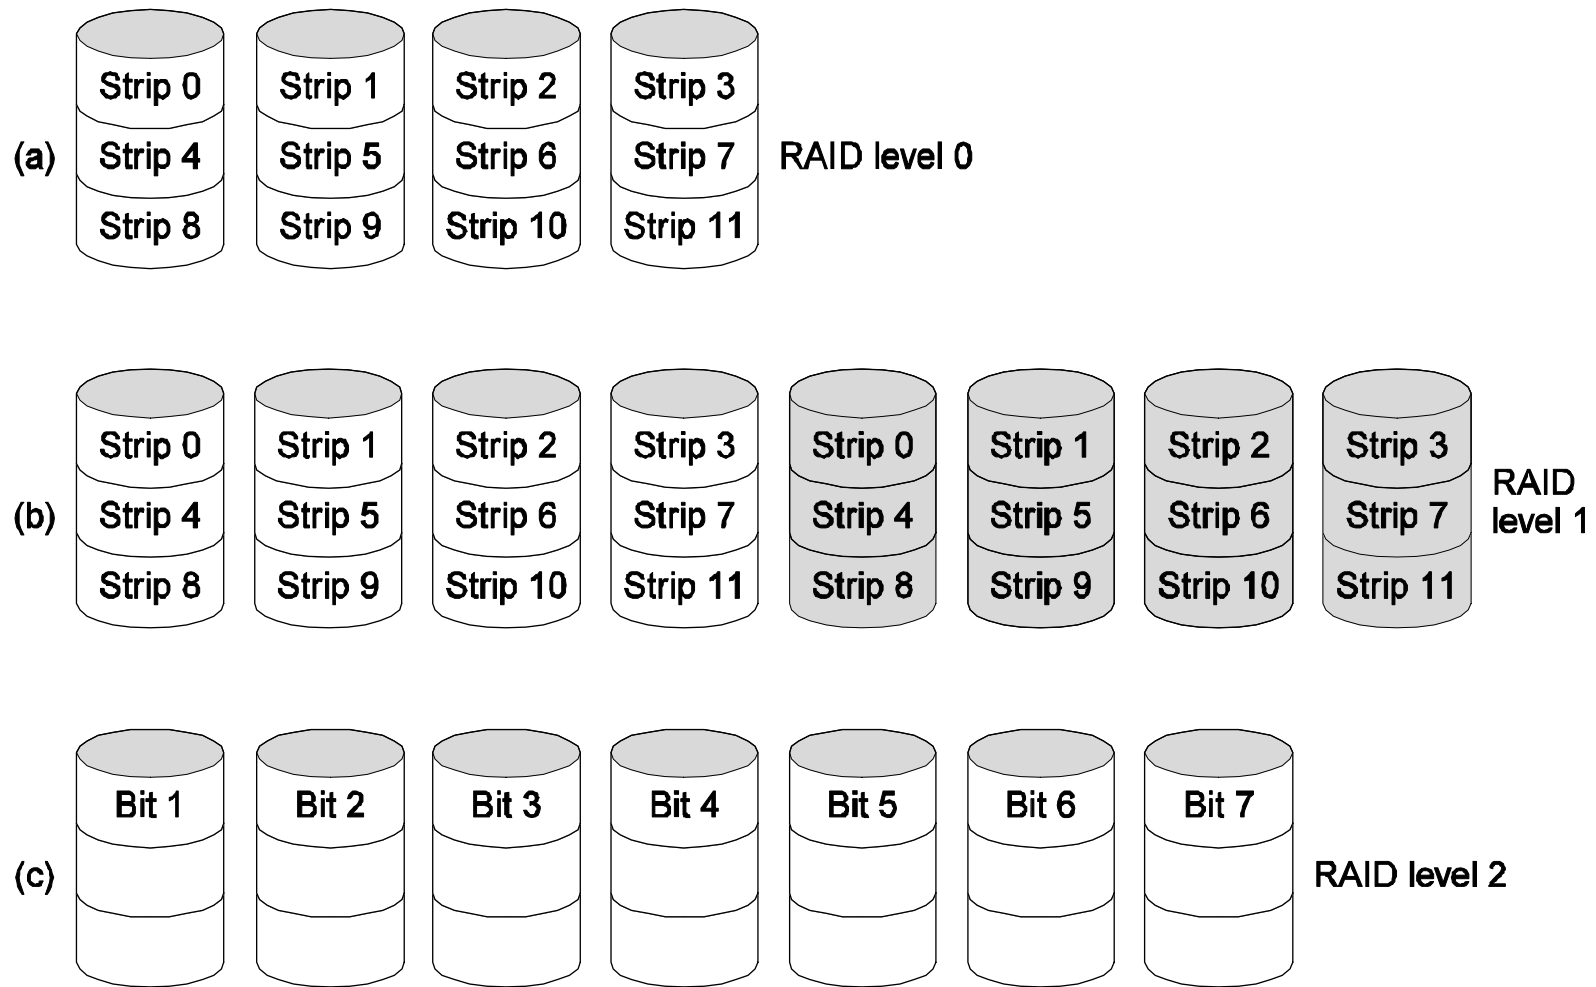 Strip 0 Strip 1 Strip 2 Strip 3
(a) Strip 4 Strip 5 Strip 6 Strip 7 RAID level 0
Strip 8 Strip 9 Strip 10 Strip 11
Strip 0 Strip 1 Strip 2 Strip 3 Strip 0 Strip 1 Strip 2 Strip 3
(b) Strip 4 Strip 5 Strip 6 Strip 7 Strip 4 Strip 5 Strip 6 Strip 7 RAID
level 1
Strip 8 Strip 9 Strip 10 Strip 11 Strip 8 Strip 9 Strip 10 Strip 11
Bit 1 Bit 2 Bit 3 Bit 4 Bit 5 Bit 6 Bit 7
(c) RAID level 2